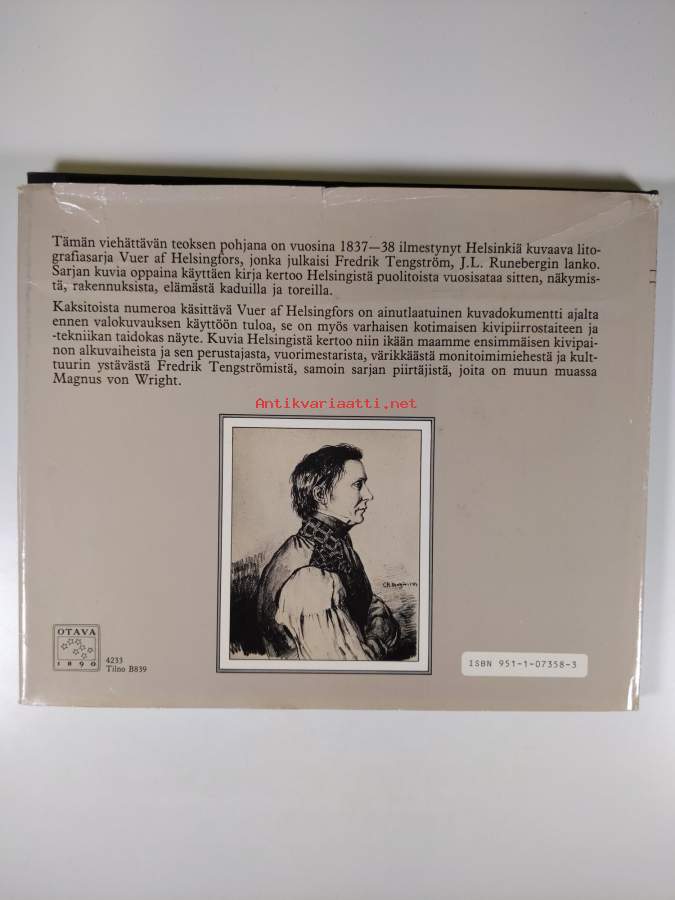 Tämän viehättävän teoksen pohjana on vuosina 1837—38 ilmestynyt Helsinkiä kuvaava lito-
grafiasarja Vuer af Helsingfors, jonka julkaisi Fredrik Tengström, J.L. Runebergin lanko.
Sarjan kuvia oppaina käyttäen kirja kertoo Helsingistä puolitoista vuosisataa sitten, näkymis-
tä, rakennuksista, elämästä kaduilla ja toreilla.
Kaksitoista numeroa käsittävä Vuer af Helsingfors on ainutlaatuinen kuvadokumentti ajalta
ennen valokuvauksen käyttöön tuloa, se on myös varhaisen kotimaisen kivipiirrostaiteen ja
-tekniikan taidokas näyte. Kuvia Helsingistä kertoo niin ikään maamme ensimmäisen kivipai-
non alkuvaiheista ja sen perustajasta, vuorimestarista, värikkäästä monitoimimiehestä ja kult-
tuurin ystävästä Fredrik Tengströmistä, samoin sarjan piirtäjistä, joita on muun muassa
Magnus von Wright.
Antikvariaatti.net
OTAVA
1890
4233
Tilno B839
ISBN 951-1-07358-3